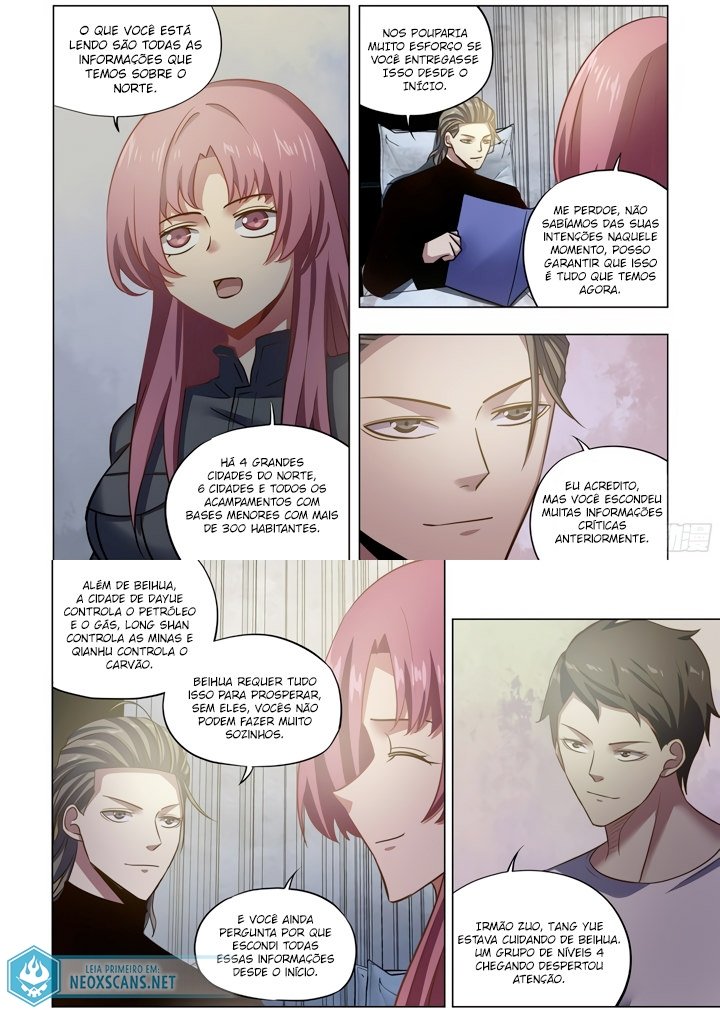 O QUE VOCÊ ESTÁ
LENDO SÃO TODAS AS
INFORMAÇÕES QUE
TEMOS SOBRE O
NORTE.
NOS POUPARIA
MUITO ESFORÇO SE
VOCÊ ENTREGASSE
ISSO DESDE O
INÍCIO.
ME PERDOE, NÃO
SABÍAMOS DAS SUAS
INTENÇÕES NAQUELE
MOMENTO, POSSO
GARANTIR QUE ISSO
É TUDO QUE TEMOS
AGORA.
HÁ 4 GRANDES
CIDADES DO NORTE,
6 CIDADES E TODOS OS
ACAMPAMENTOS COM
BASES MENORES COM MAIS
DE 300 HABITANTES.
EU ACREDITO,
MAS VOCÊ ESCONDEU
MUITAS INFORMAÇÕES
CRÍTICAS
ANTERIORMENTE.
ALÉM DE BEIHUA,
A CIDADE DE DAYUE
CONTROLA O PETRÓLEO
E O GÁS, LONG SHAN
CONTROLA AS MINAS E
QIANHU CONTROLA O
CARVÃO.
BEIHUA REQUER TUDO
ISSO PARA PROSPERAR,
SEM ELES, VOCÊS NÃO
PODEM FAZER MUITO
SOZINHOS.
E VOCÊ AINDA
PERGUNTA POR QUE
ESCONDI TODAS
ESSAS INFORMAÇÕES
DESDE O INÍCIO.
IRMÃO ZUO, TANG YUE
ESTAVA CUIDANDO DE BEIHUA.
UM GRUPO DE NÍVEIS 4
CHEGANDO DESPERTOU
ATENÇÃO.
LEIA PRIMEIRO EM:
NEOXSCANS.NET